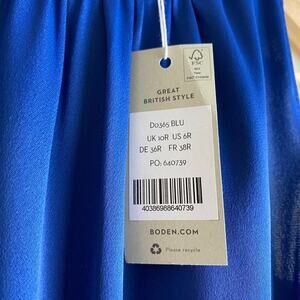 FSC
GREAT
BRITISH STYLE
D0365 BLU
UK 10R US 6R
DE 36R FR 38R
PO: 640739
40386988640739
BODEN.COM
Please recycle